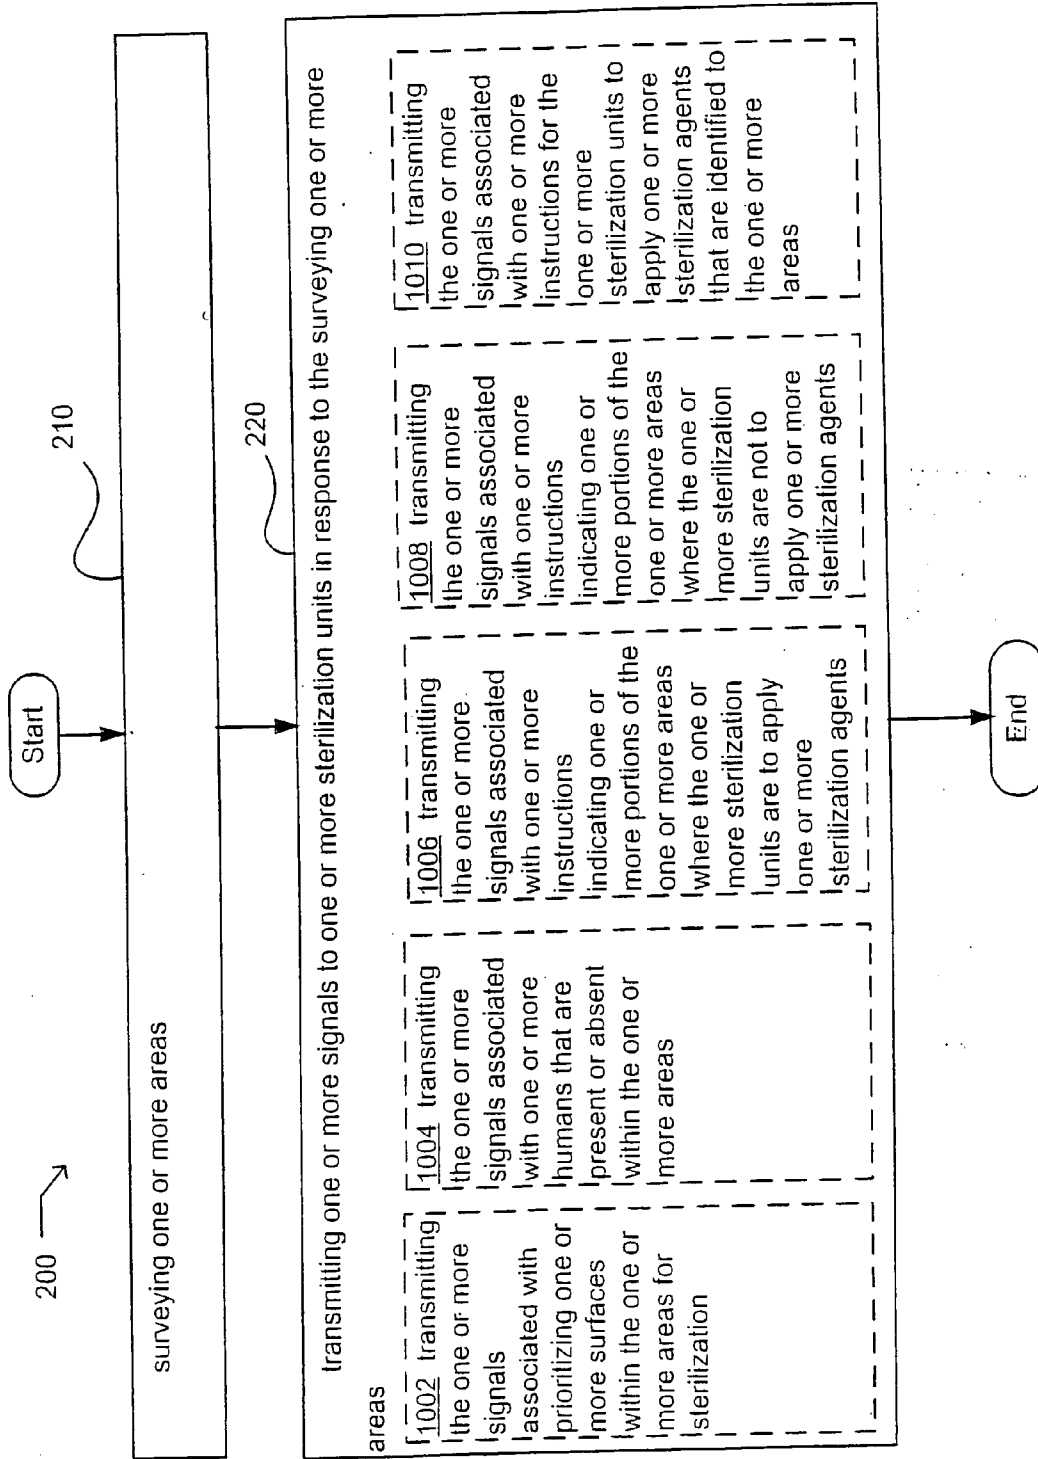 200
Start
210
surveying one or more areas
220
transmitting one or more signals to one or more sterilization units in response to the surveying one or more
areas
1002 transmitting
the one or more
signals
associated with
prioritizing one or
more surfaces
within the one or
more areas for
sterilization
1004 transmitting
the one or more
signals associated
with one or more
humans that are
present or absent
within the one or
more areas
1006 transmitting
the one or more
signals associated
with one or more
instructions
indicating one or
more portions of the
one or more areas
where the one or
more sterilization
units are to apply
one or more
sterilization agents
1008 transmitting
the one or more
signals associated
with one or more
instructions
indicating one or
more portions of the
one or more areas
where the one or
more sterilization
units are not to
apply one or more
sterilization agents
1010 transmitting
the one or more
signals associated
with one or more
instructions for the
one or more
sterilization units to
apply one or more
sterilization agents
that are identified to
the one or more
areas
End